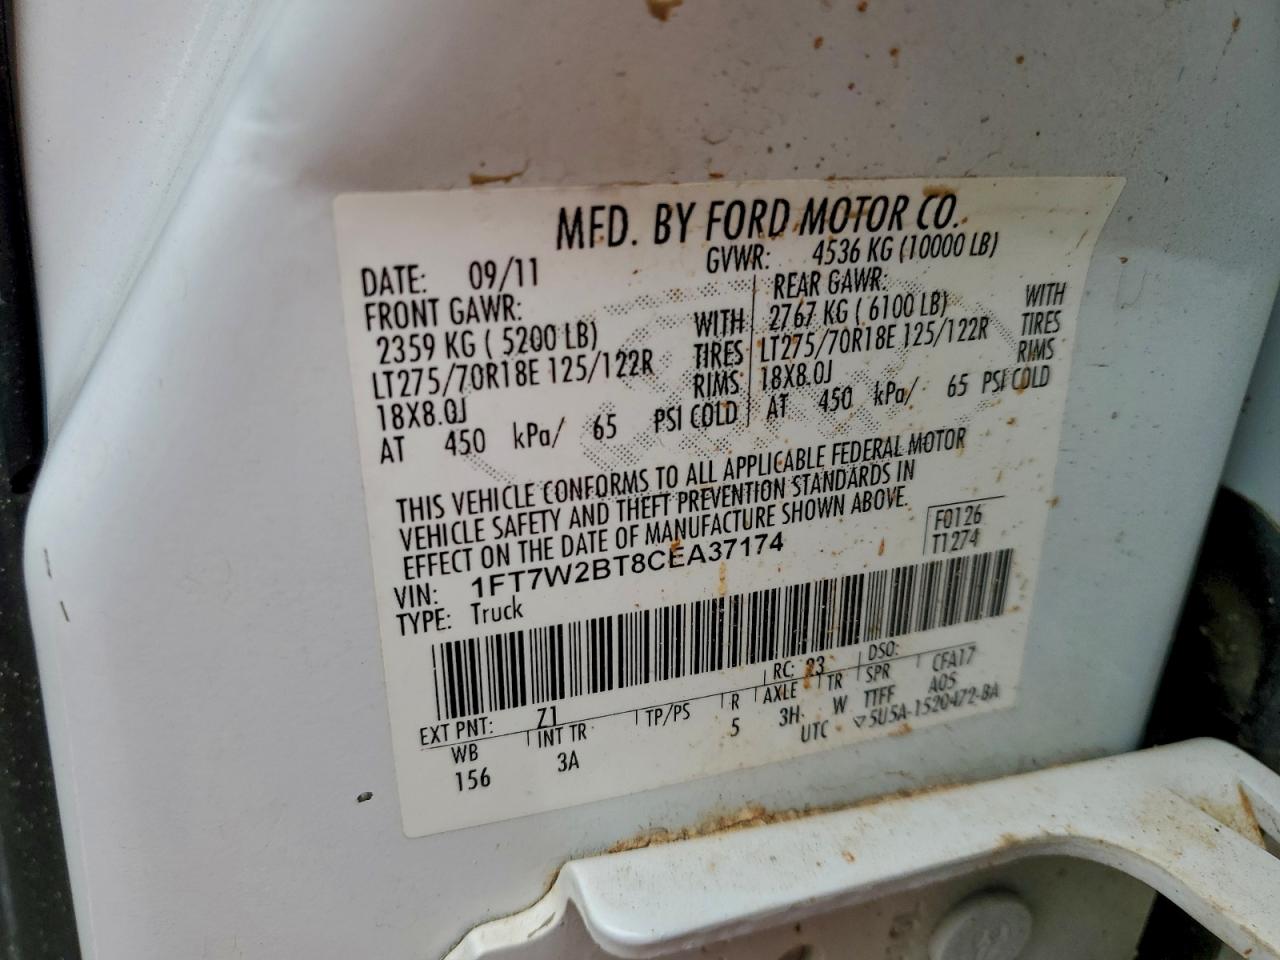 MFD. BY FORD MOTOR CO.
DATE: 09/11 GVWR: 4536 KG (10000 LB)
FRONT GAWR: REAR GAWR:
2359 KG ( 5200 LB) WITH 2767 KG ( 6100 LB) WITH
LT275/70R18E 125/122R TIRES LT275/70R18E 125/122R TIRES
18X8.0J RIMS 18X8.0J RIMS
AT 450 kPa/ 65 PSI COLD AT 450 kPa/ 65 PSI COLD
THIS VEHICLE CONFORMS TO ALL APPLICABLE FEDERAL MOTOR
VEHICLE SAFETY AND THEFT PREVENTION STANDARDS IN
EFFECT ON THE DATE OF MANUFACTURE SHOWN ABOVE.
VIN: 1FT7W2BT8CEA37174 F0126
TYPE: Truck T1274
EXT PNT: Z1 RC: 23 DSO:
WB INT TR TP/PS R AXLE TR SPR CFA17
156 3A 5 3H W TTFF A05
UTC ▽5U5A-1520472-BA